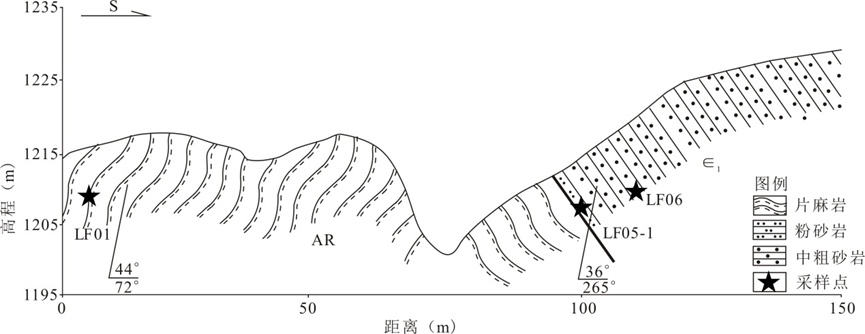 S
1235
1225
1215
1205
1195
高程（m）
LF01
44°
72°
AR
36°
265°
LF05-1
LF06
∈₁
图例
片麻岩
粉砂岩
中粗砂岩
采样点
0
50
100
150
距离（m）